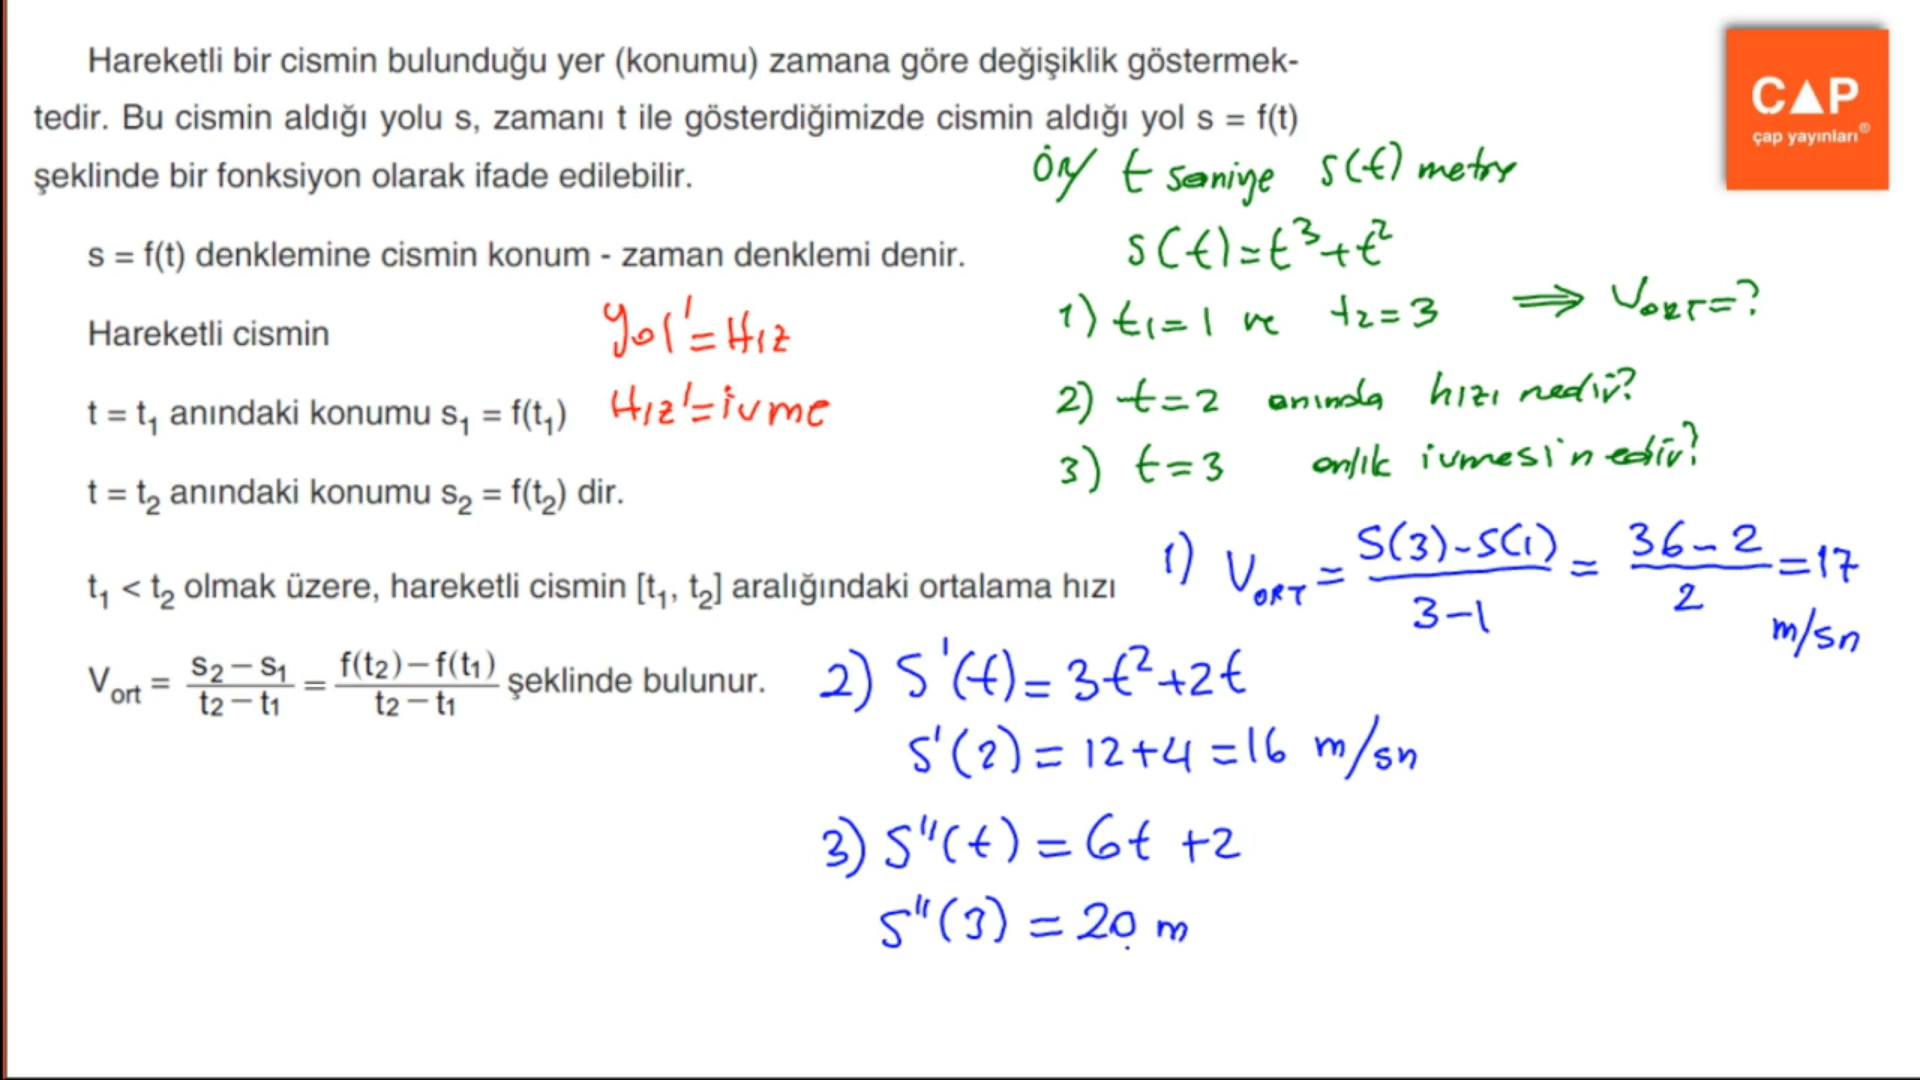 Hareketli bir cismin bulunduğu yer (konumu) zamana göre değişiklik göstermek-
tedir. Bu cismin aldığı yolu s, zamanı t ile gösterdiğimizde cismin aldığı yol s = f(t)
şeklinde bir fonksiyon olarak ifade edilebilir.
s = f(t) denklemine cismin konum - zaman denklemi denir.
Hareketli cismin
t = t₁ anındaki konumu s₁ = f(t₁)
t = t₂ anındaki konumu s₂ = f(t₂) dir.
t₁ < t₂ olmak üzere, hareketli cismin [t₁, t₂] aralığındaki ortalama hızı
Vort = (s₂ – s₁)/(t₂ – t₁) = (f(t₂) – f(t₁))/(t₂ – t₁) şeklinde bulunur.
Yol' = Hız
Hız' = ivme
ÇAP
çap yayınları®
ör/ t saniye s(t) metre
s(t) = t³ + t²
1) t₁ = 1 ve t₂ = 3 ⇒ VORT = ?
2) t = 2 anında hızı nedir?
3) t = 3 anlık ivmesi nedir?
1) VORT = (S(3) - S(1))/(3 - 1) = (36 - 2)/2 = 17
m/sn
2) S'(t) = 3t² + 2t
S'(2) = 12 + 4 = 16 m/sn
3) S''(t) = 6t + 2
S''(3) = 20 m